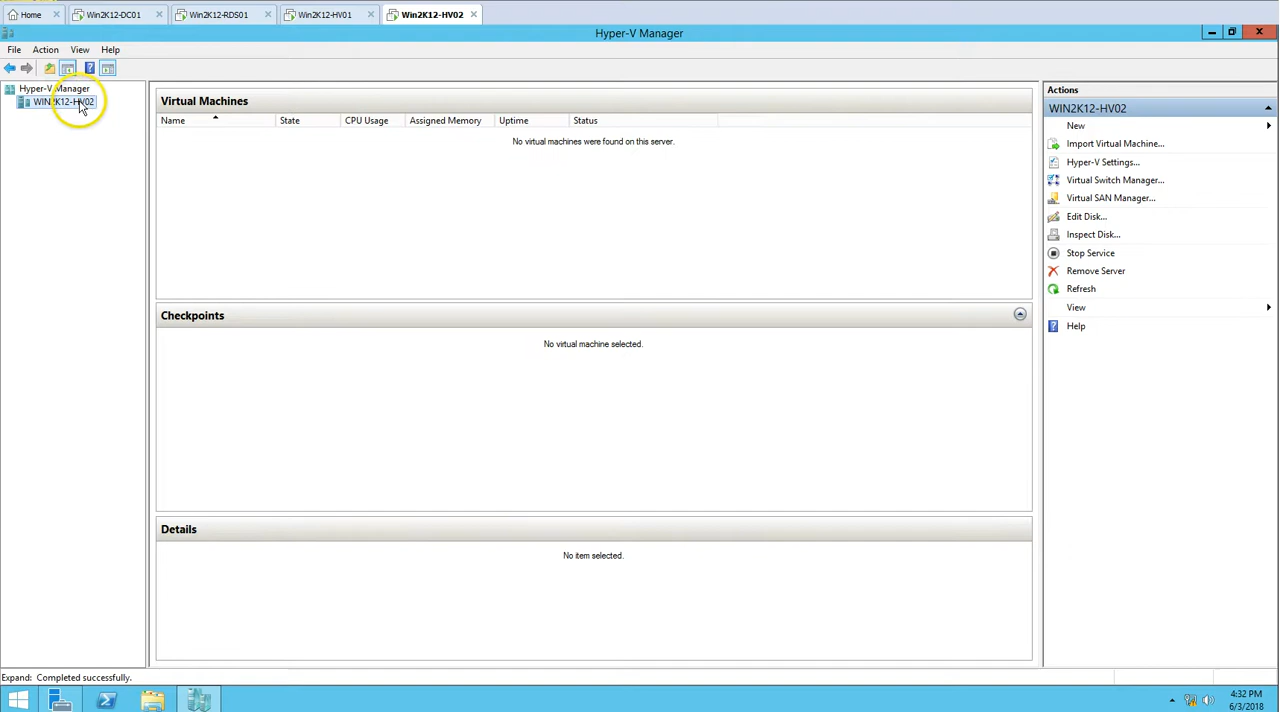 Home
Win2K12-DC01
Win2K12-RDS01
Win2K12-HV01
Win2K12-HV02
Hyper-V Manager
File Action View Help
Hyper-V Manager
WIN2K12-HV02
Virtual Machines
Name State CPU Usage Assigned Memory Uptime Status
No virtual machines were found on this server.
Checkpoints
No virtual machine selected.
Details
No item selected.
Actions
WIN2K12-HV02
New
Import Virtual Machine...
Hyper-V Settings...
Virtual Switch Manager...
Virtual SAN Manager...
Edit Disk...
Inspect Disk...
Stop Service
Remove Server
Refresh
View
Help
Expand: Completed successfully.
4:32 PM
6/3/2018